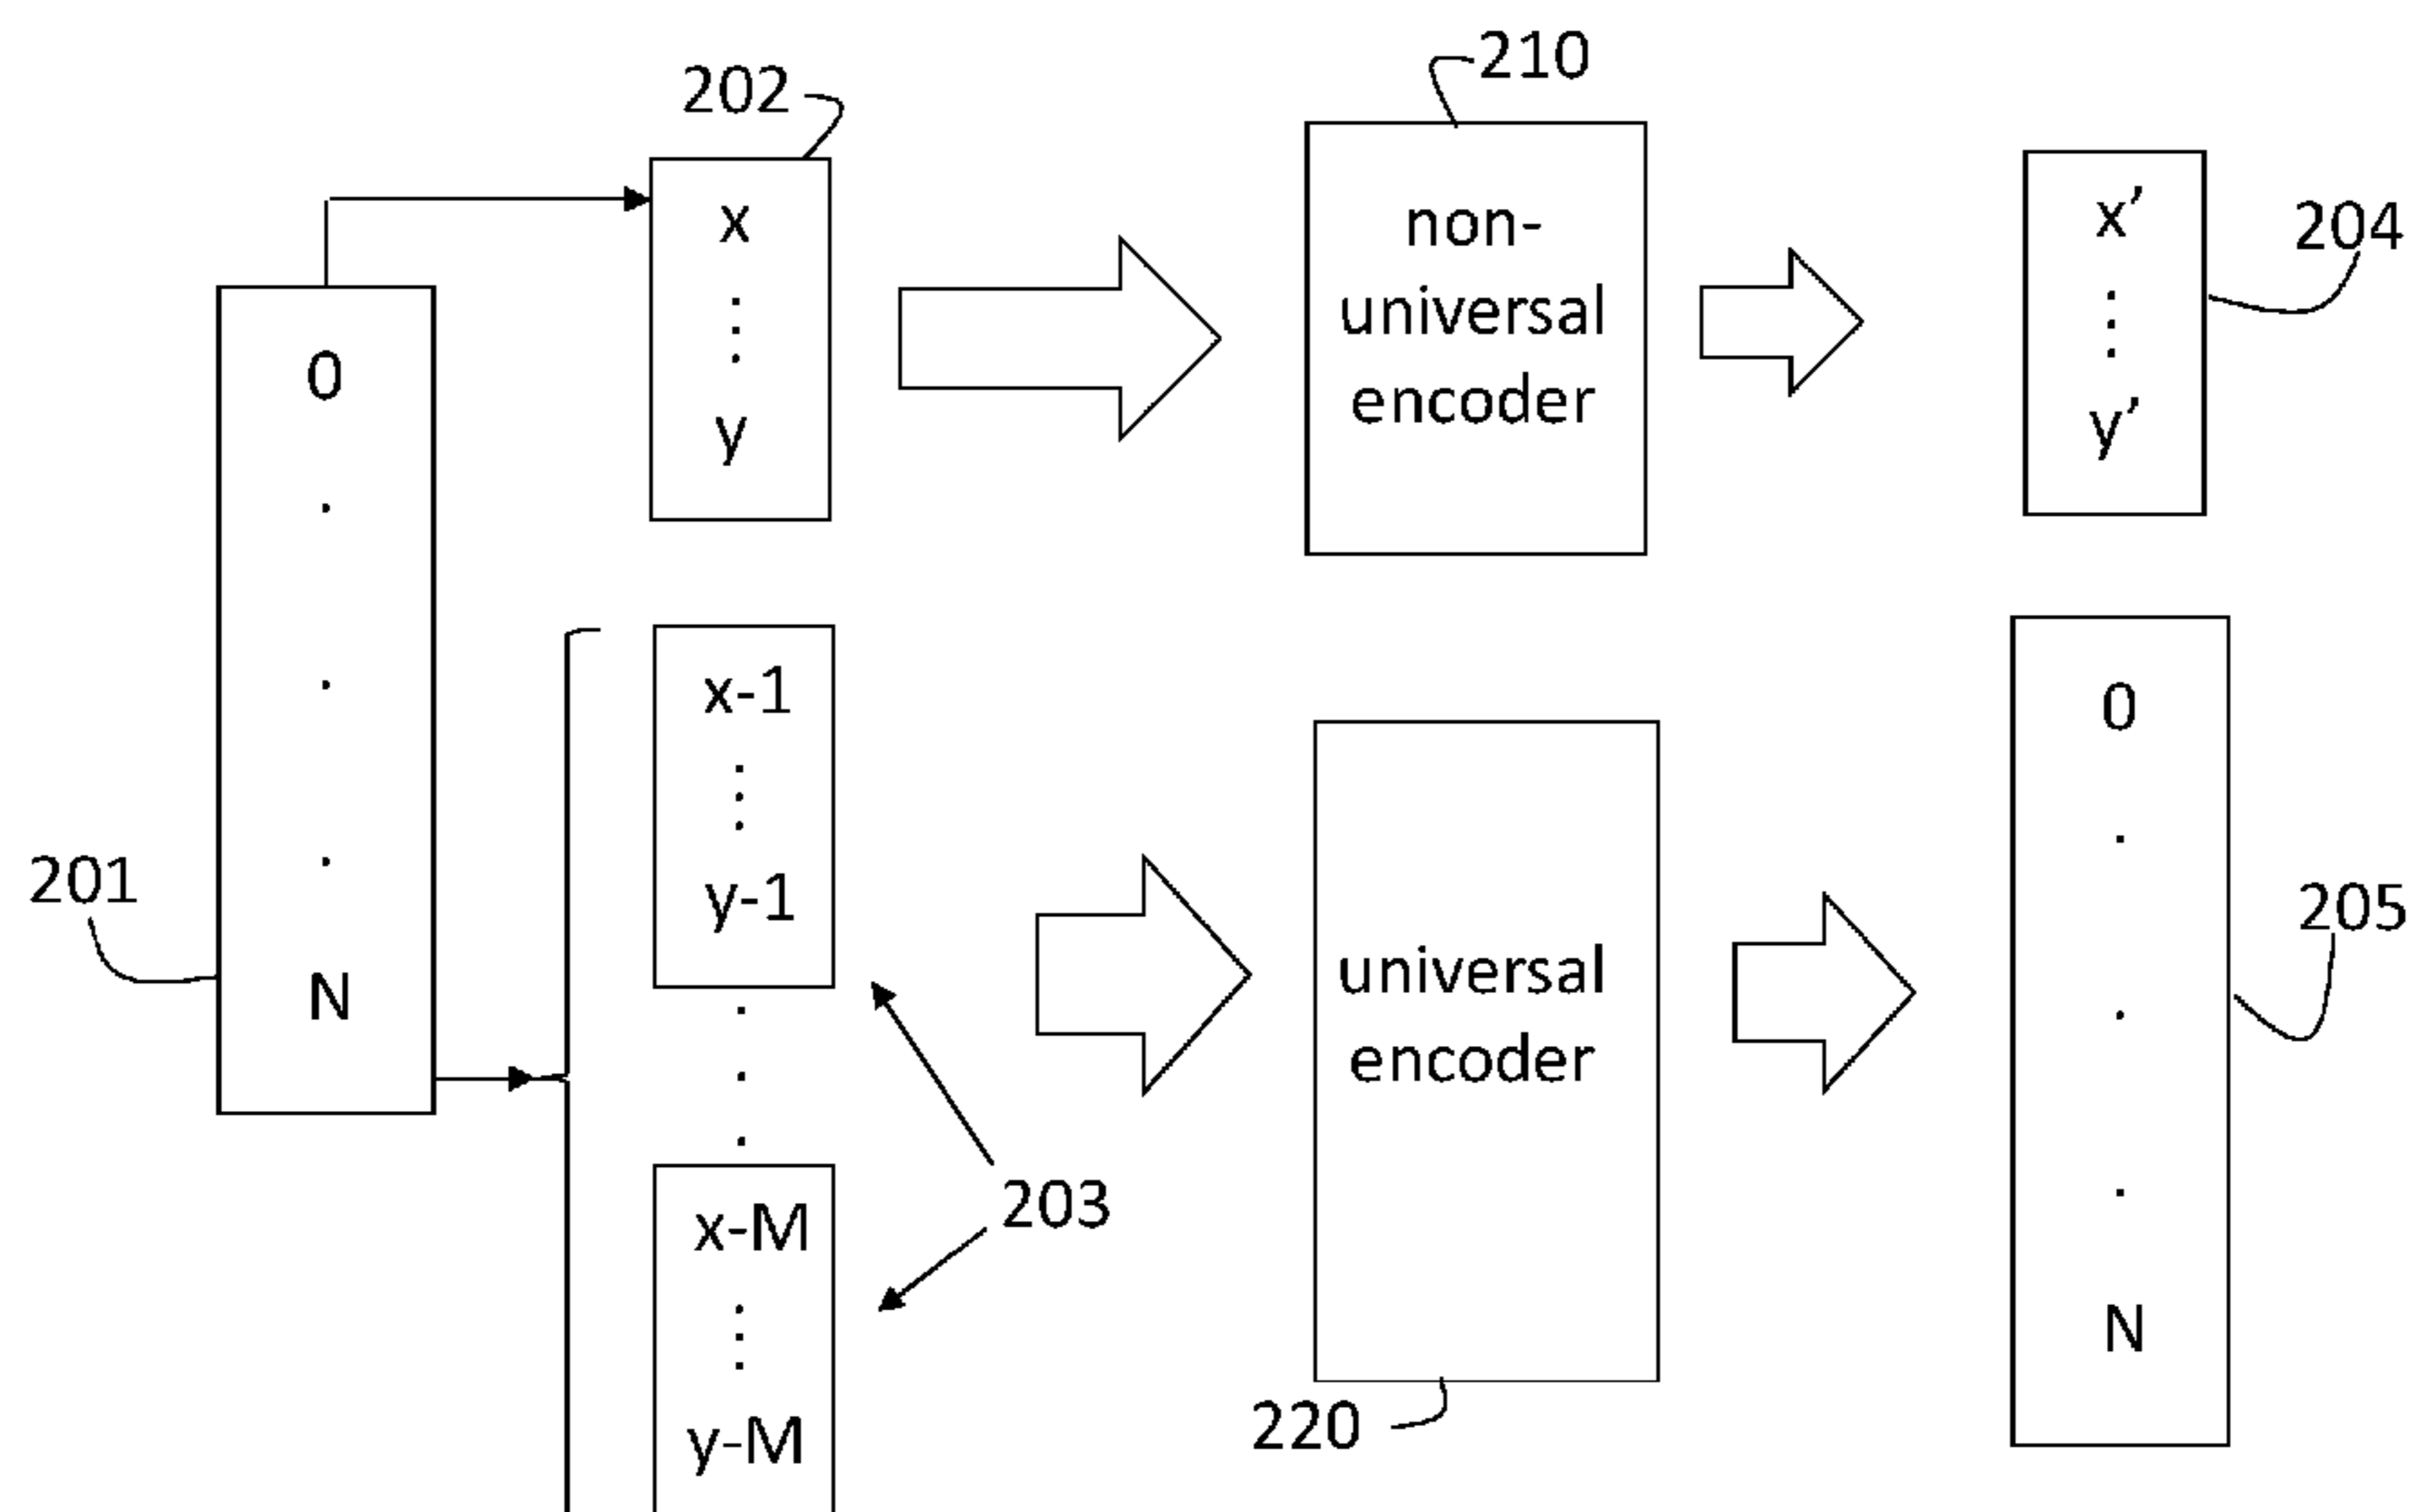 210
202
x
:
.
y
non-
universal
encoder
x’
:
.
y’
204
0
.
.
.
N
201
x-1
:
.
y-1
.
.
.
x-M
:
.
y-M
203
universal
encoder
220
0
.
.
.
N
205